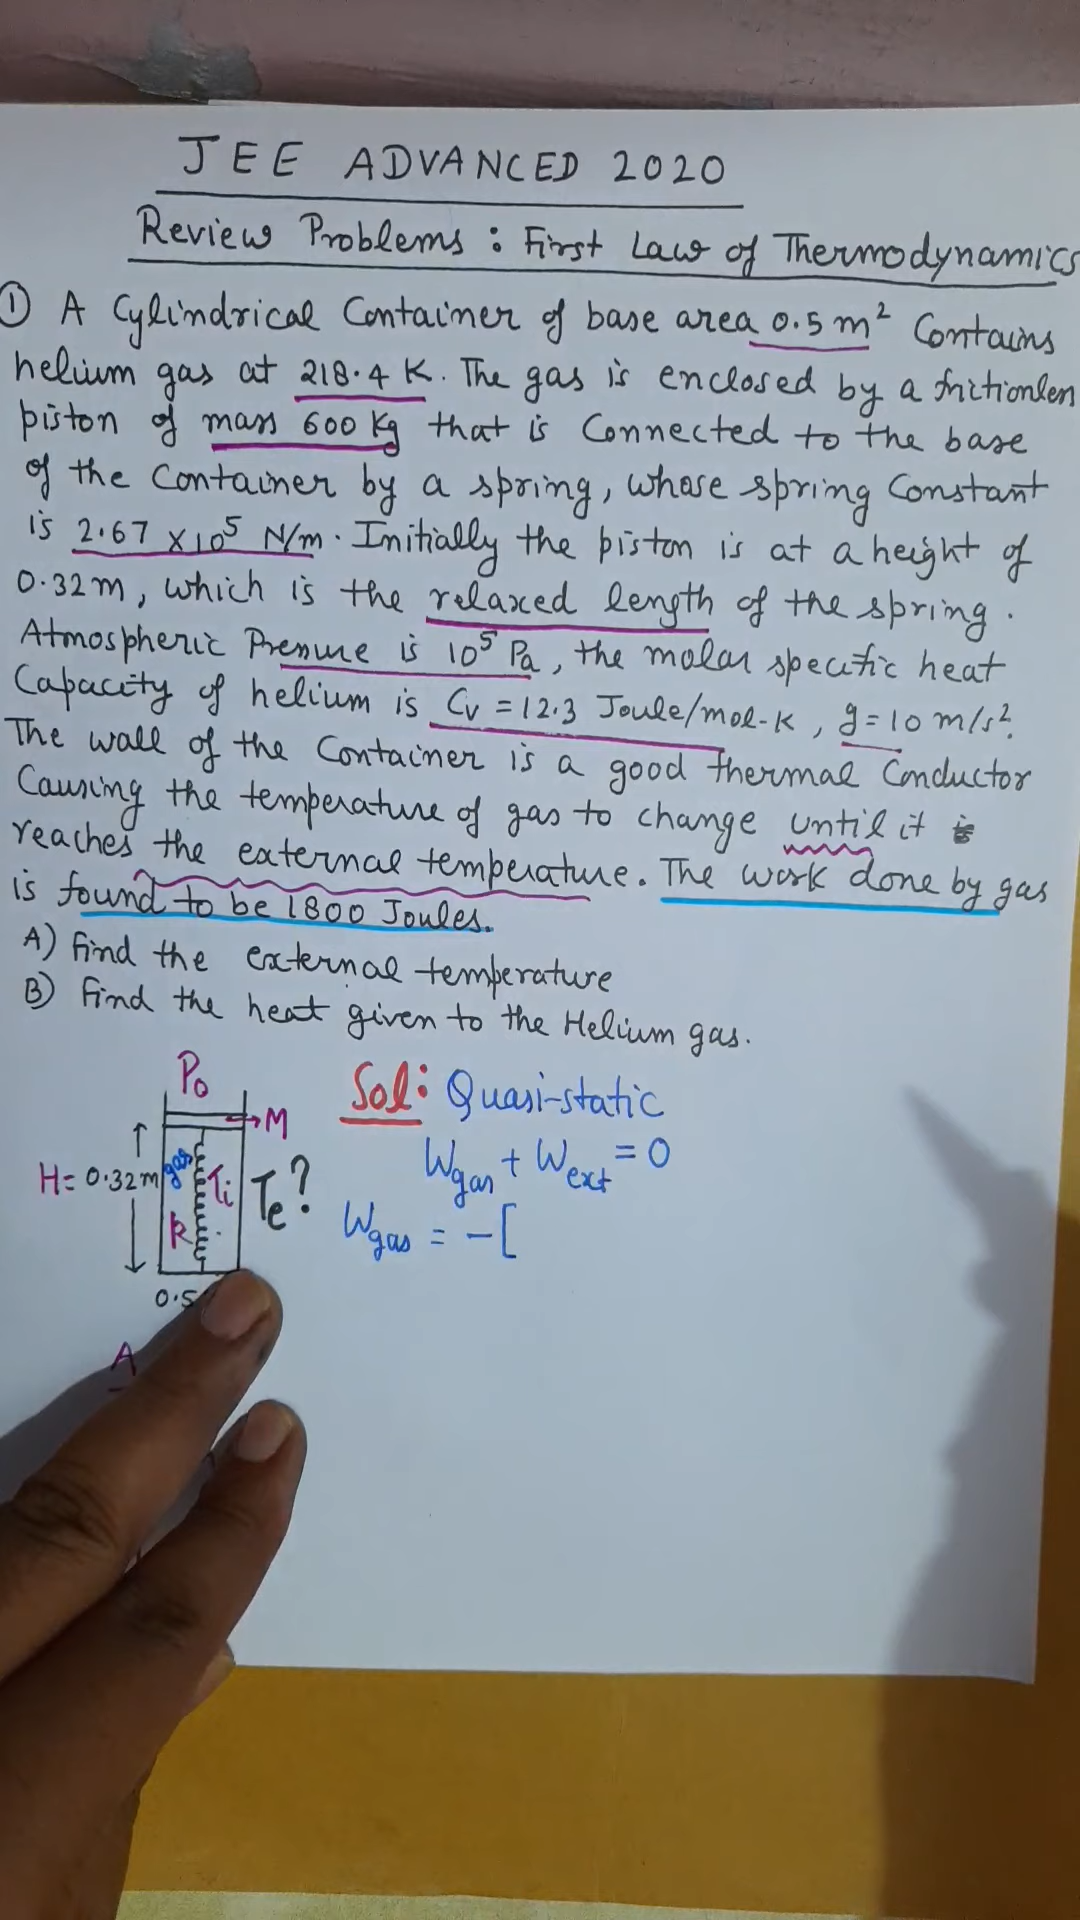 JEE ADVANCED 2020
Review Problems : First Law of Thermodynamics
① A Cylindrical Container of base area 0.5 m² Contains
helium gas at 218.4 K. The gas is enclosed by a frictionless
piston of mass 600 Kg that is Connected to the base
of the Container by a spring, whose spring Constant
is 2.67 ×10⁵ N/m. Initially the piston is at a height of
0.32m, which is the relaxed length of the spring.
Atmospheric Pressure is 10⁵ Pa, the molar specific heat
Capacity of helium is Cv = 12.3 Joule/mol-K, g = 10 m/s².
The wall of the Container is a good thermal Conductor
Causing the temperature of gas to change until it
reaches the external temperature. The work done by gas
is found to be 1800 Joules.
A) Find the external temperature
B) Find the heat given to the Helium gas.
P₀
M
H= 0.32m
gas
Ti
k
Te?
0.5
A
Sol: Quasi-static
Wgas + Wext = 0
Wgas = -[